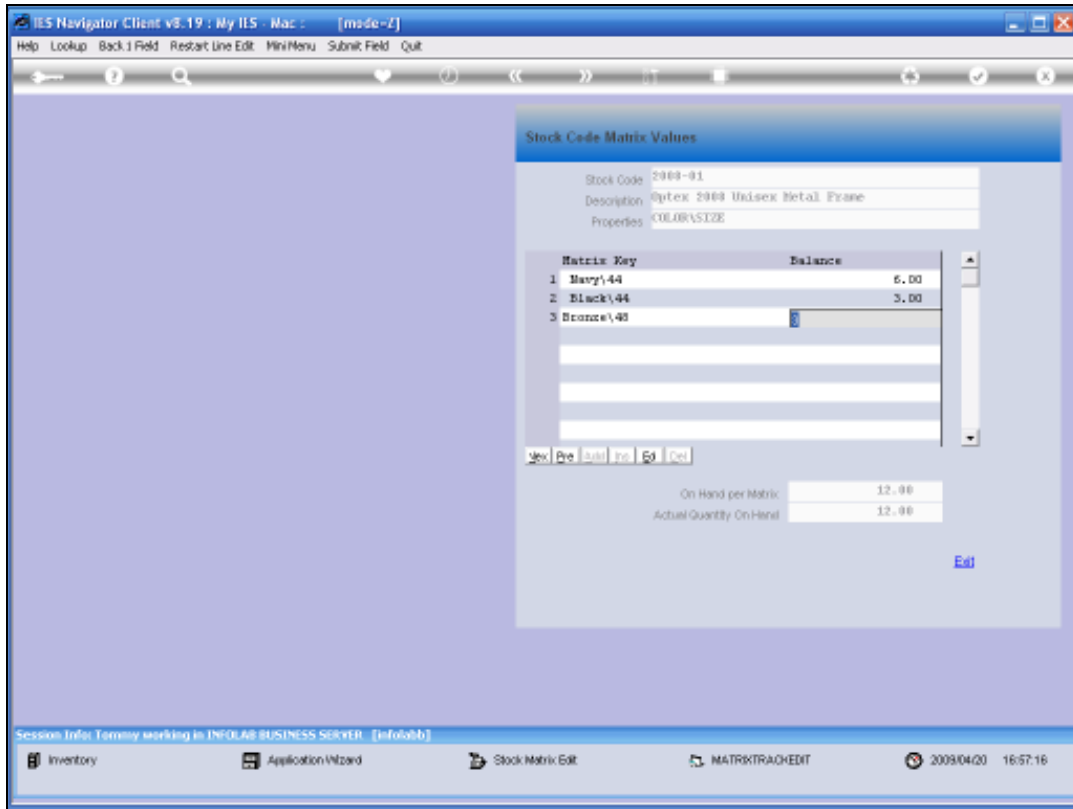 IES Navigator Client v8.19 : My IES - Mac : [mode=Z]
Help Lookup Back 1 Field Restart Line Edit Mini Menu Submit Field Quit
Stock Code Matrix Values
Stock Code 2000-01
Description Optex 2000 Unisex Metal Frame
Properties COLOR\SIZE
Matrix Key Balance
1 Navy\44 6.00
2 Black\44 3.00
3 Bronze\48 3
Nex Pre Add Ins Ed Del
On Hand per Matrix 12.00
Actual Quantity On Hand 12.00
Exit
Session Info: Tommy working in INFOLAB BUSINESS SERVER [infolabb]
Inventory Application Wizard Stock Matrix Edit MATRIXTRACKEDIT 2009/04/20 16:57:16